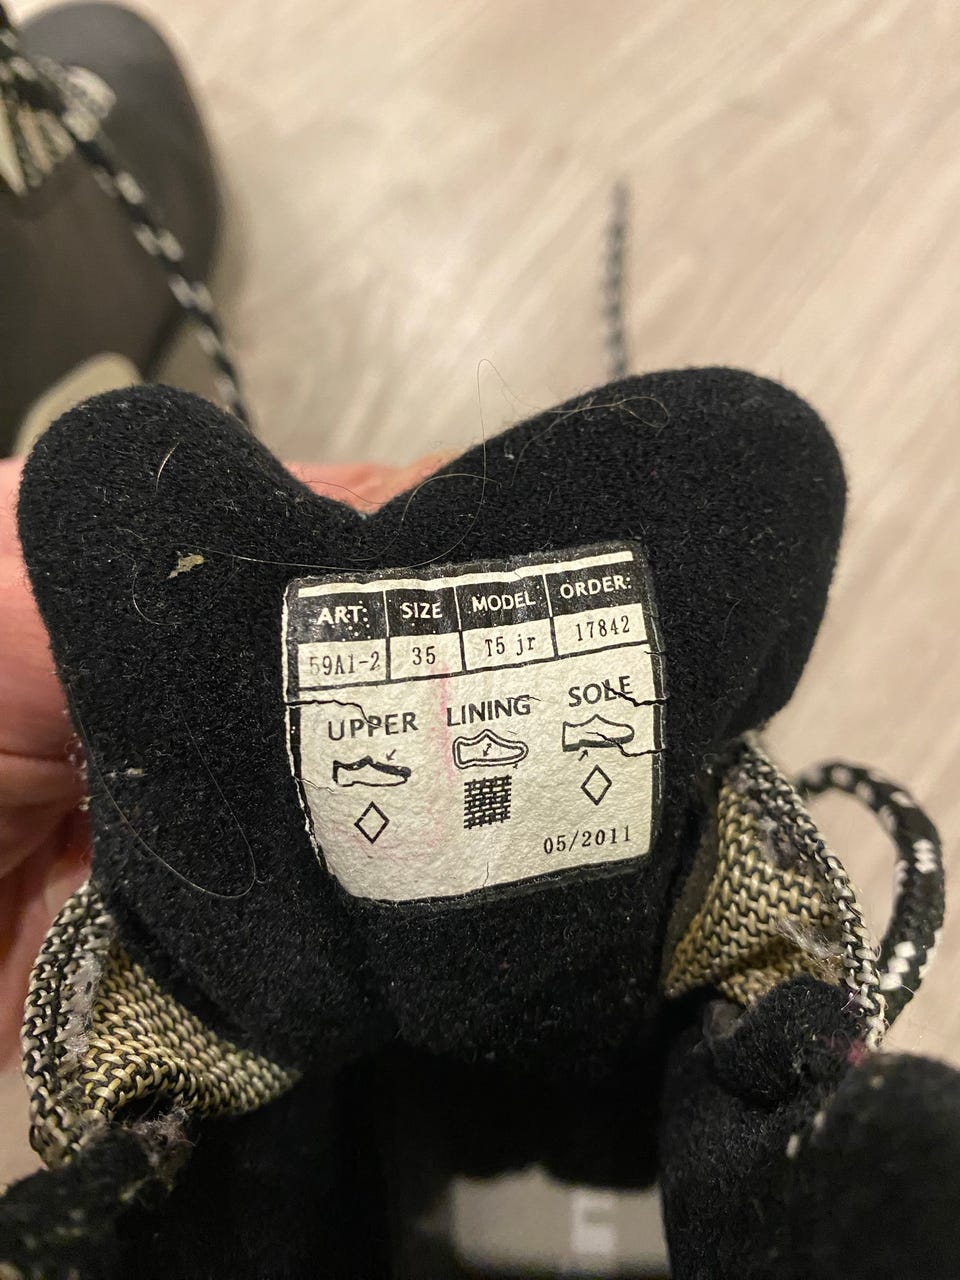 ART: SIZE MODEL ORDER:
59A1-2 35 T5 jr 17842
UPPER LINING SOLE
05/2011